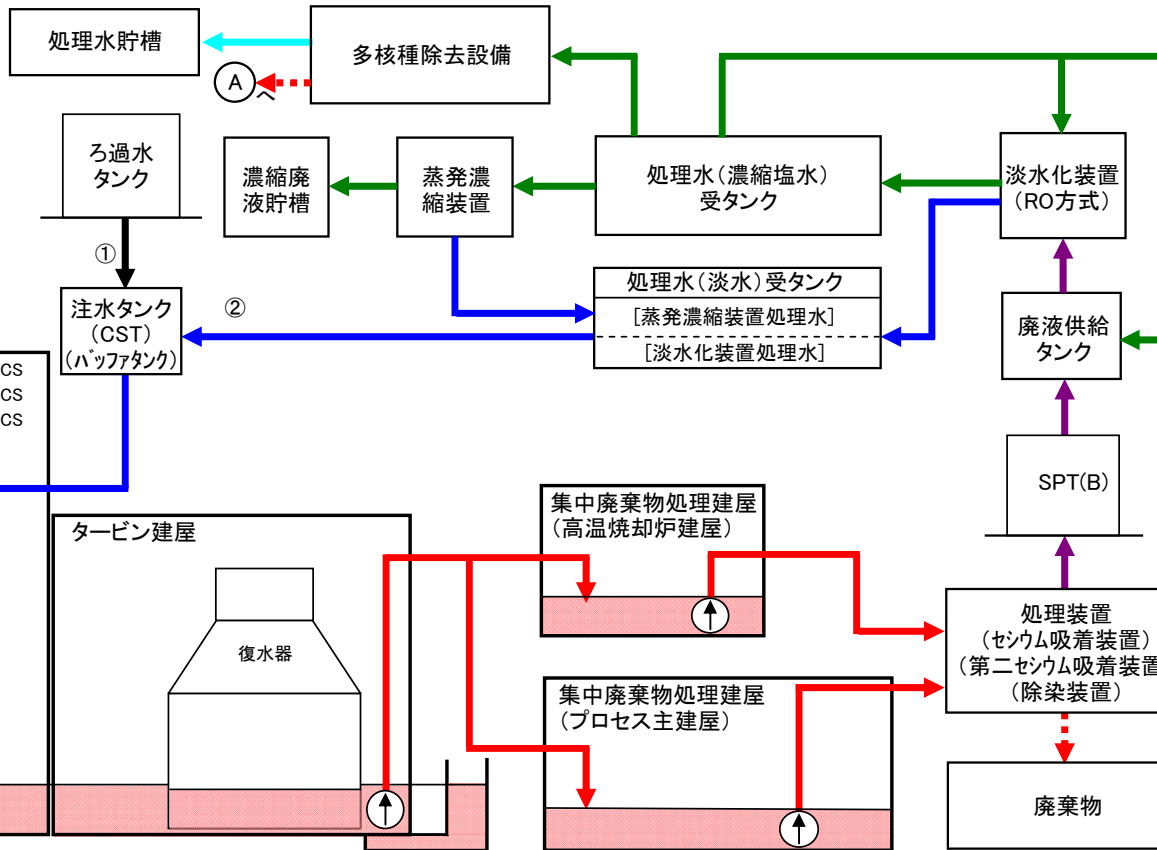 処理水貯槽
多核種除去設備
A
へ
ろ過水
タンク
濃縮廃
液貯槽
蒸発濃
縮装置
処理水(濃縮塩水)
受タンク
淡水化装置
(RO方式)
①
注水タンク
(CST)
(バッファタンク)
②
処理水(淡水)受タンク
[蒸発濃縮装置処理水]
[淡水化装置処理水]
廃液供給
タンク
CS
CS
CS
SPT(B)
タービン建屋
復水器
集中廃棄物処理建屋
(高温焼却炉建屋)
集中廃棄物処理建屋
(プロセス主建屋)
処理装置
(セシウム吸着装置)
(第二セシウム吸着装置
(除染装置)
廃棄物